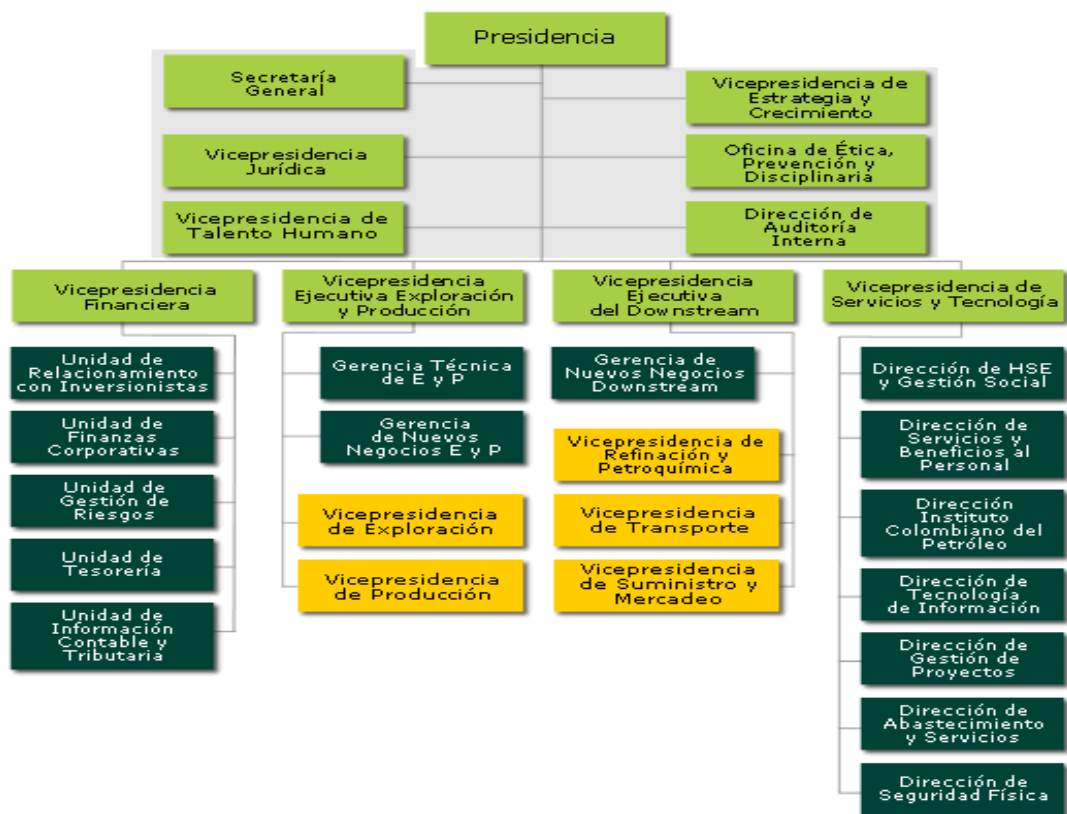 Presidencia
Secretaría
General
Vicepresidencia de
Estrategia y
Crecimiento
Vicepresidencia
Jurídica
Oficina de Ética,
Prevención y
Disciplinaria
Vicepresidencia de
Talento Humano
Dirección de
Auditoría
Interna
Vicepresidencia
Financiera
Vicepresidencia
Ejecutiva Exploración
y Producción
Vicepresidencia
Ejecutiva
del Downstream
Vicepresidencia de
Servicios y Tecnología
Unidad de
Relacionamiento
con Inversionistas
Unidad de
Finanzas
Corporativas
Unidad de
Gestión de
Riesgos
Unidad de
Tesorería
Unidad de
Información
Contable y
Tributaria
Gerencia Técnica
de E y P
Gerencia
de Nuevos
Negocios E y P
Vicepresidencia
de Exploración
Vicepresidencia
de Producción
Gerencia de
Nuevos Negocios
Downstream
Vicepresidencia de
Refinación y
Petroquímica
Vicepresidencia
de Transporte
Vicepresidencia
de Suministro y
Mercadeo
Dirección de HSE
y Gestión Social
Dirección de
Servicios y
Beneficios al
Personal
Dirección
Instituto
Colombiano del
Petróleo
Dirección de
Tecnología
de Información
Dirección de
Gestión de
Proyectos
Dirección de
Abastecimiento
y Servicios
Dirección de
Seguridad Física